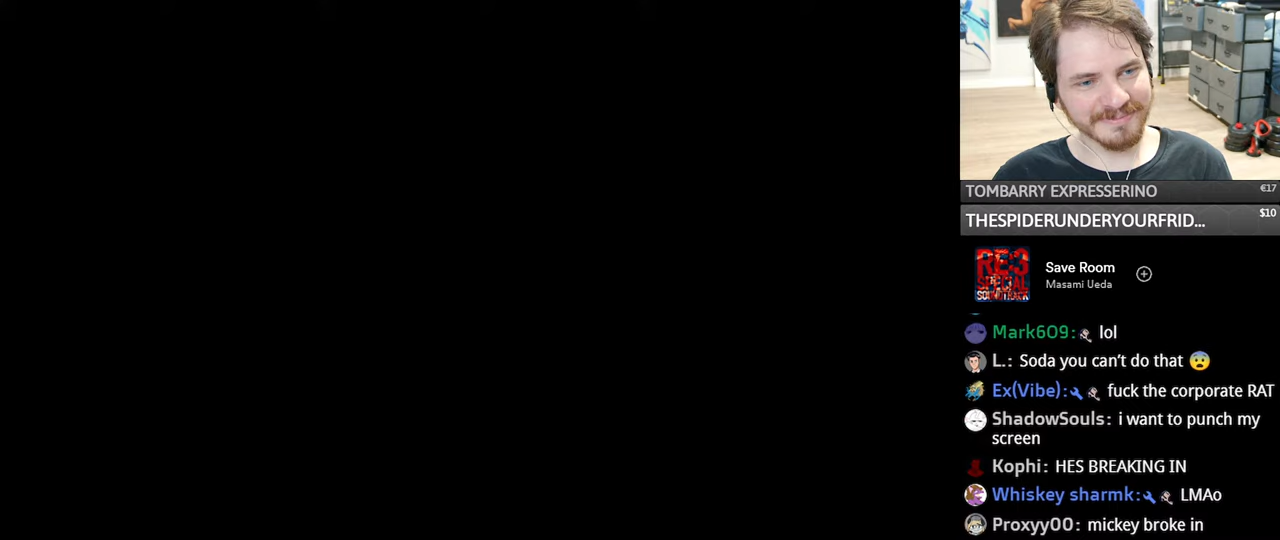 TOMBARRY EXPRESSERINO €17
THESPIDERUNDERYOURFRID... $10
RE3
SPECIAL
SOUNDTRACK
Save Room
Masami Ueda
Mark609: lol
L.: Soda you can't do that 😨
Ex(Vibe): fuck the corporate RAT
ShadowSouls: i want to punch my
screen
Kophi: HES BREAKING IN
Whiskey sharmk: LMAo
Proxyy00: mickey broke in